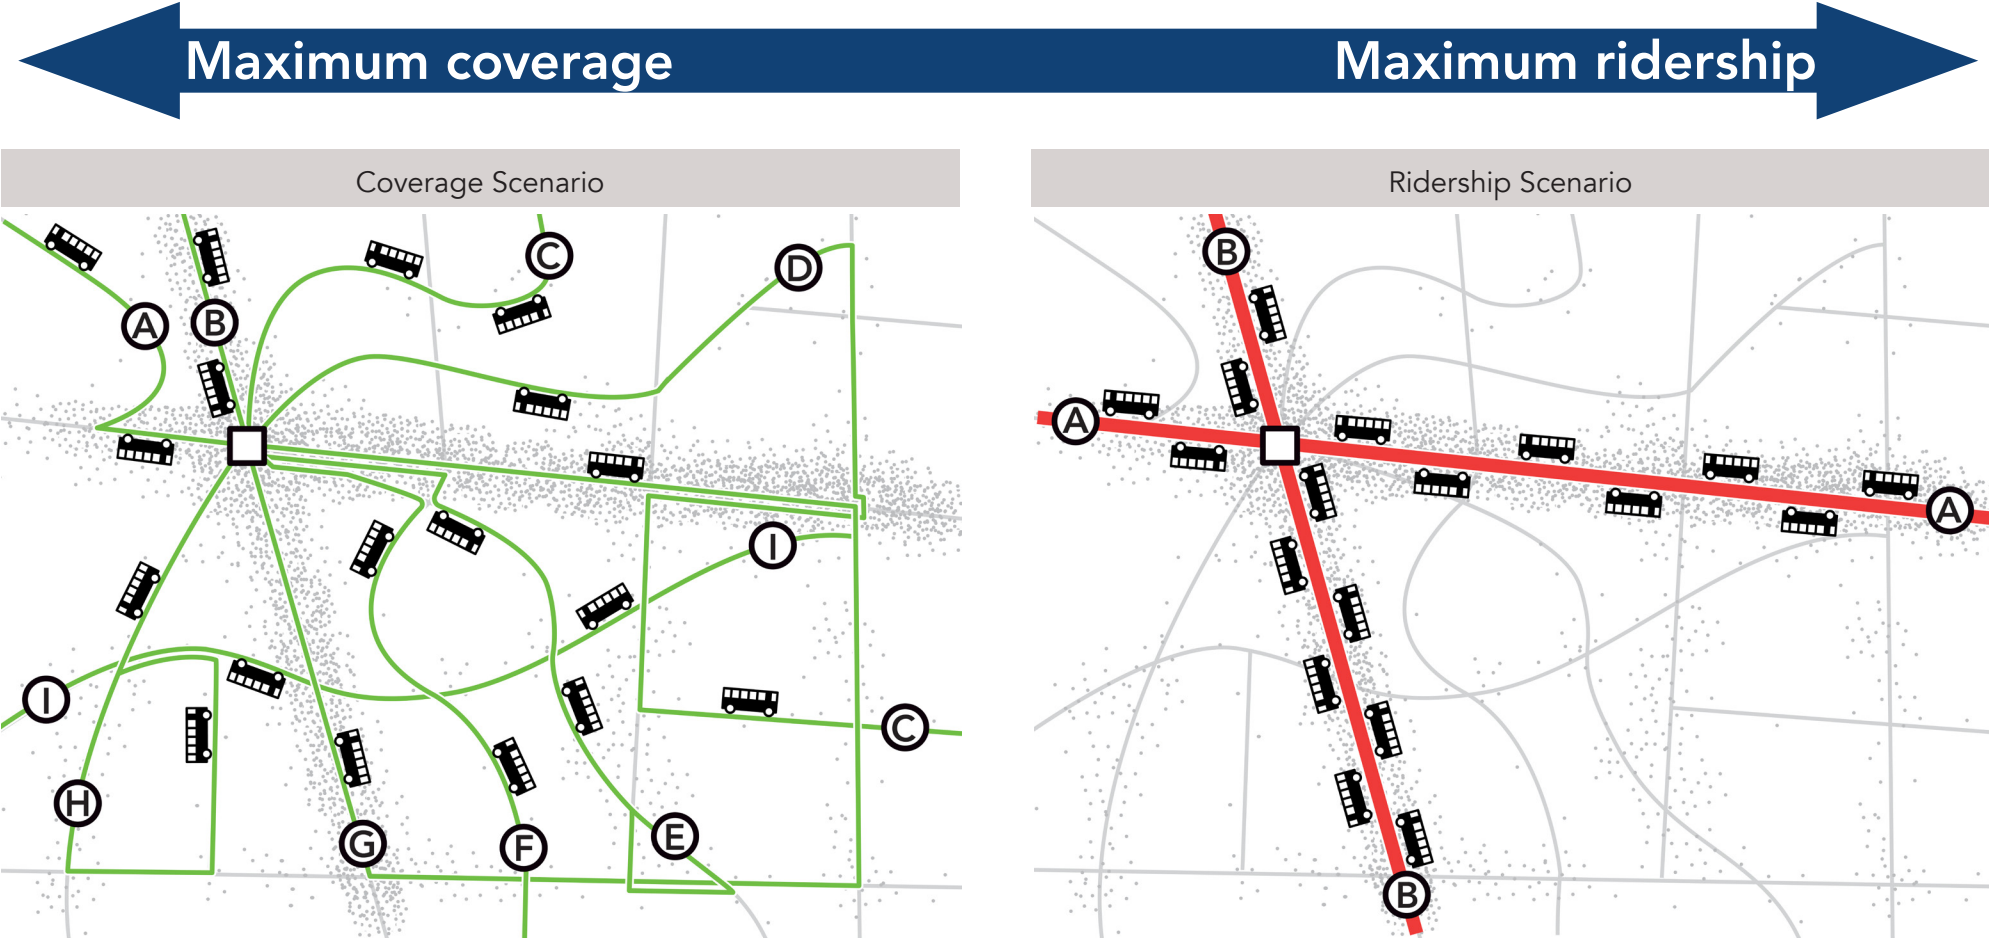 Maximum coverage
Maximum ridership
Coverage Scenario
Ridership Scenario
A
B
C
D
I
I
C
H
G
F
E
B
A
A
B